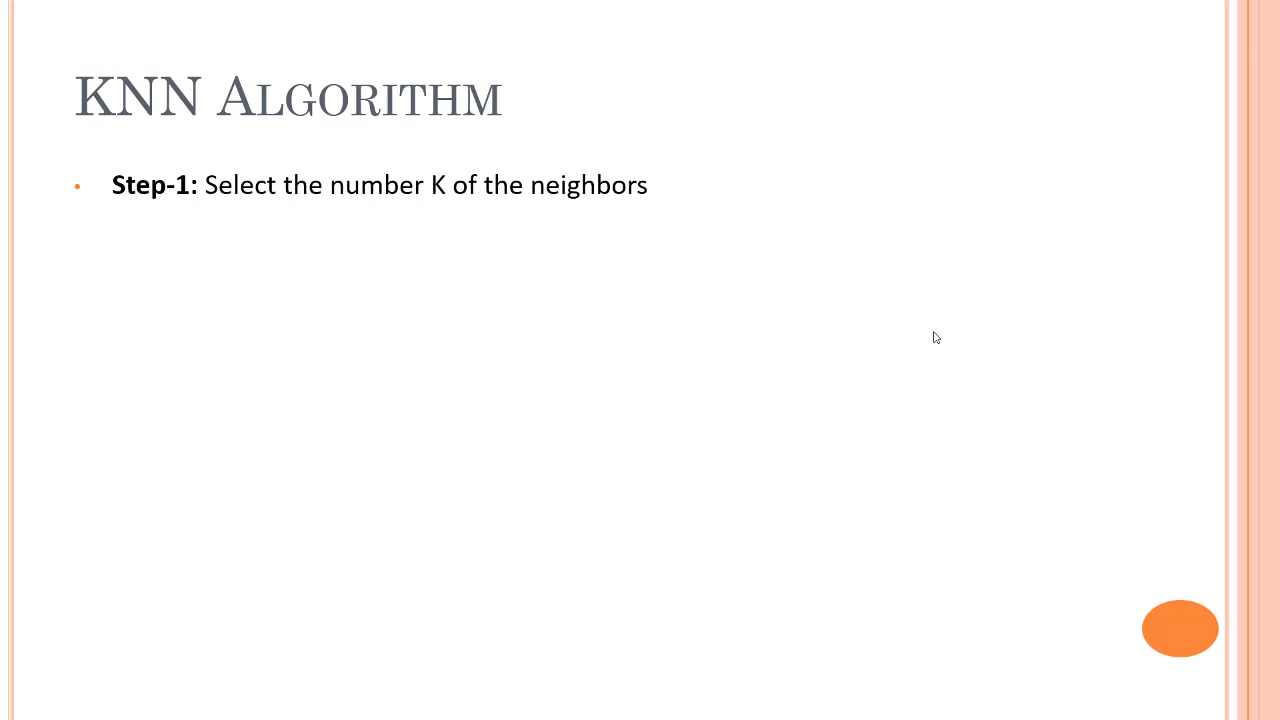 KNN Algorithm
• Step-1: Select the number K of the neighbors